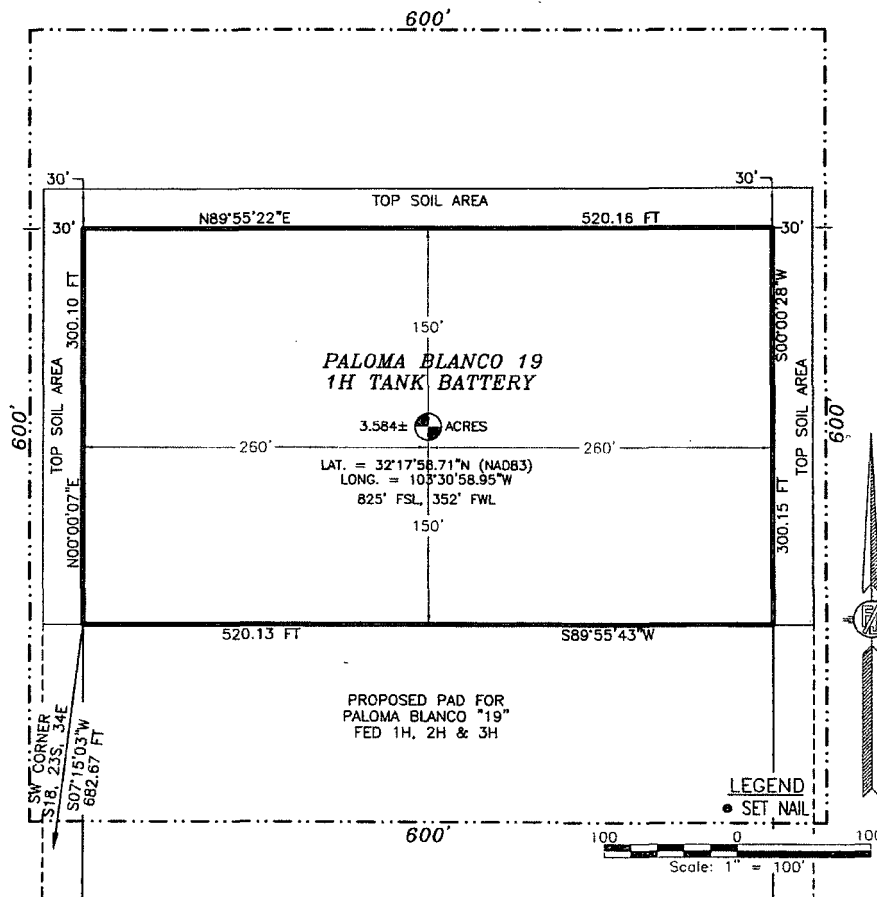 600'
30'
30'
TOP SOIL AREA
30'
N89°55'22"E
520.16 FT
30'
300.10 FT
S00°00'28"W
150'
PALOMA BLANCO 19
1H TANK BATTERY
TOP SOIL AREA
TOP SOIL AREA
600'
600'
3.584± ACRES
260'
260'
LAT. = 32°17'58.71"N (NAD83)
LONG. = 103°30'58.95"W
825' FSL, 352' FWL
N00°00'07"E
300.15 FT
150'
520.13 FT
S89°55'43"W
PROPOSED PAD FOR
PALOMA BLANCO "19"
FED 1H, 2H & 3H
SW CORNER
S18, 23S, 34E
S07°15'03"W
682.67 FT
LEGEND
SET NAIL
600'
100 0 100
Scale: 1" = 100'